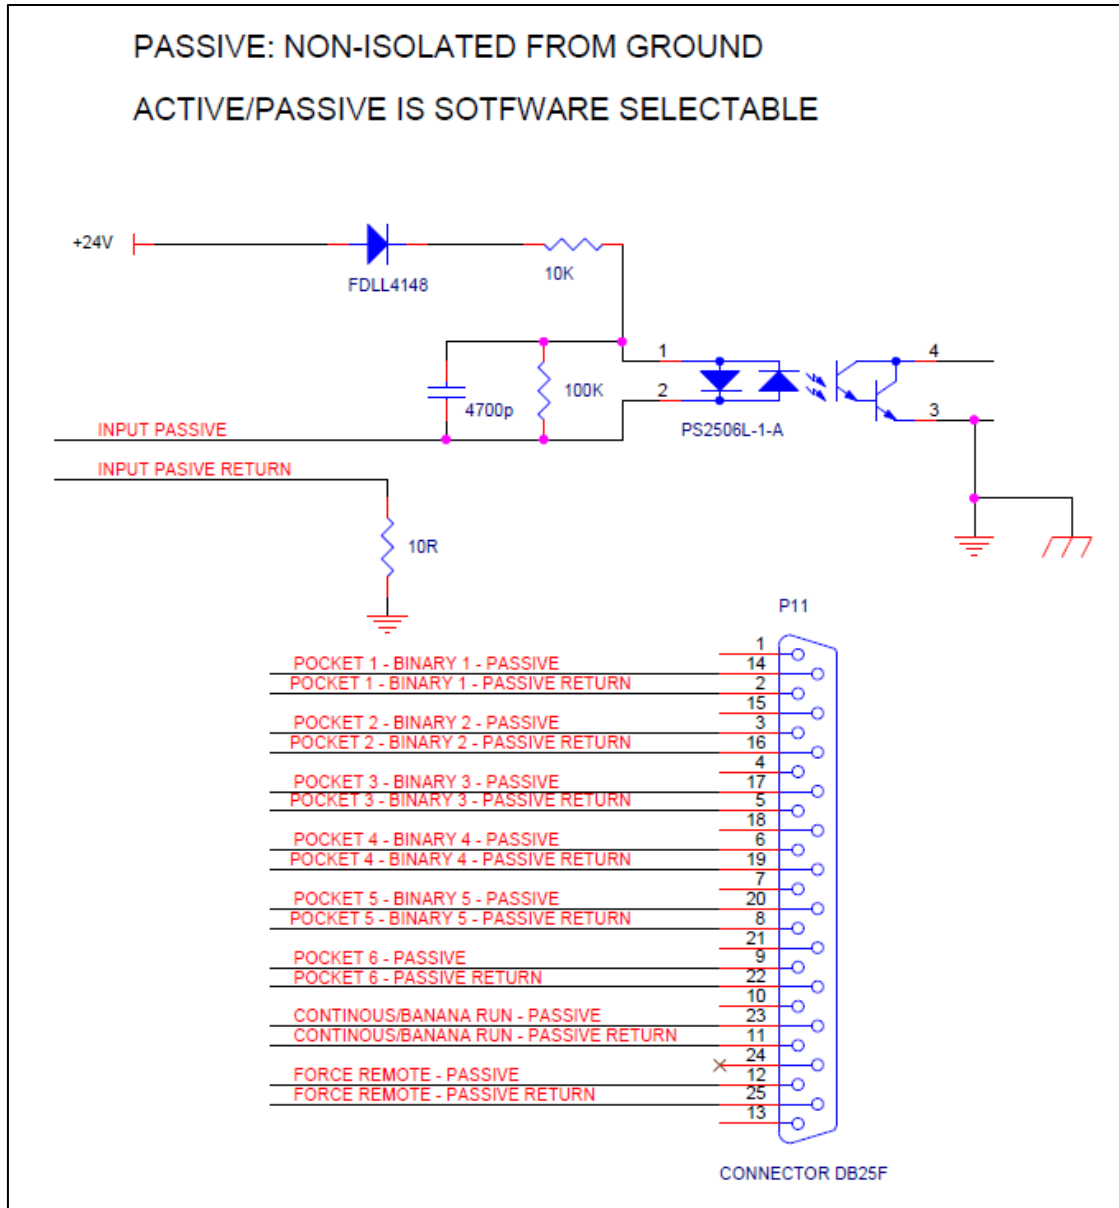 PASSIVE: NON-ISOLATED FROM GROUND
ACTIVE/PASSIVE IS SOTFWARE SELECTABLE
+24V
FDLL4148
10K
1
4
4700p
100K
2
3
PS2506L-1-A
INPUT PASSIVE
INPUT PASIVE RETURN
10R
P11
1
POCKET 1 - BINARY 1 - PASSIVE 14
POCKET 1 - BINARY 1 - PASSIVE RETURN 2
15
POCKET 2 - BINARY 2 - PASSIVE 3
POCKET 2 - BINARY 2 - PASSIVE RETURN 16
4
POCKET 3 - BINARY 3 - PASSIVE 17
POCKET 3 - BINARY 3 - PASSIVE RETURN 5
18
POCKET 4 - BINARY 4 - PASSIVE 6
POCKET 4 - BINARY 4 - PASSIVE RETURN 19
7
POCKET 5 - BINARY 5 - PASSIVE 20
POCKET 5 - BINARY 5 - PASSIVE RETURN 8
21
POCKET 6 - PASSIVE 9
POCKET 6 - PASSIVE RETURN 22
10
CONTINOUS/BANANA RUN - PASSIVE 23
CONTINOUS/BANANA RUN - PASSIVE RETURN 11
24
FORCE REMOTE - PASSIVE 12
FORCE REMOTE - PASSIVE RETURN 25
13
CONNECTOR DB25F